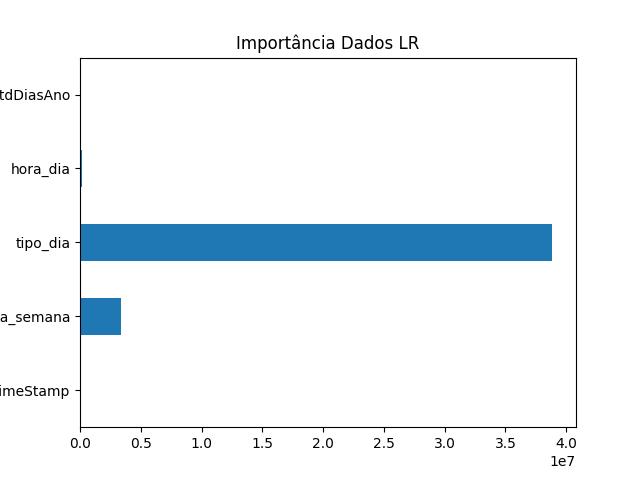 Importância Dados LR
tdDiasAno
hora_dia
tipo_dia
a_semana
imeStamp
0.0 0.5 1.0 1.5 2.0 2.5 3.0 3.5 4.0
1e7